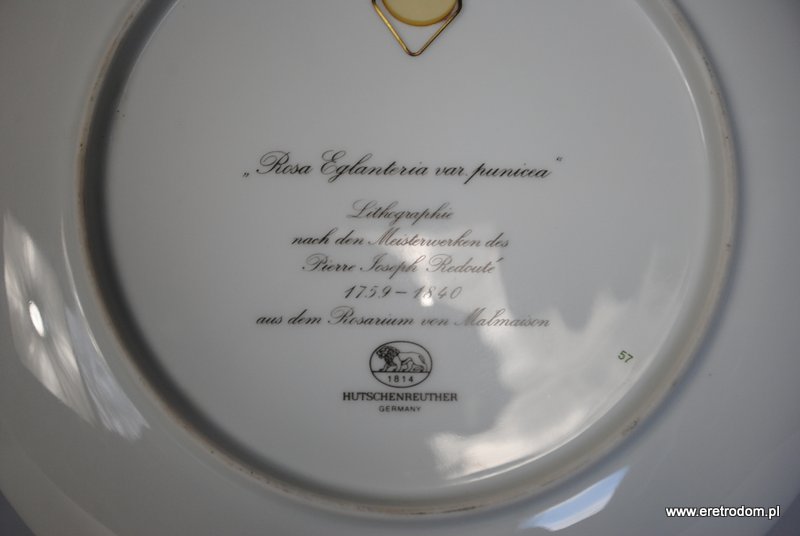 „Rosa Eglanteria var. punicea“
Lithographie
nach den Meisterwerken des
Pierre Joseph Redouté
1759 – 1840
aus dem Rosarium von Malmaison
1814
HUTSCHENREUTHER
GERMANY
57
www.eretrodom.pl